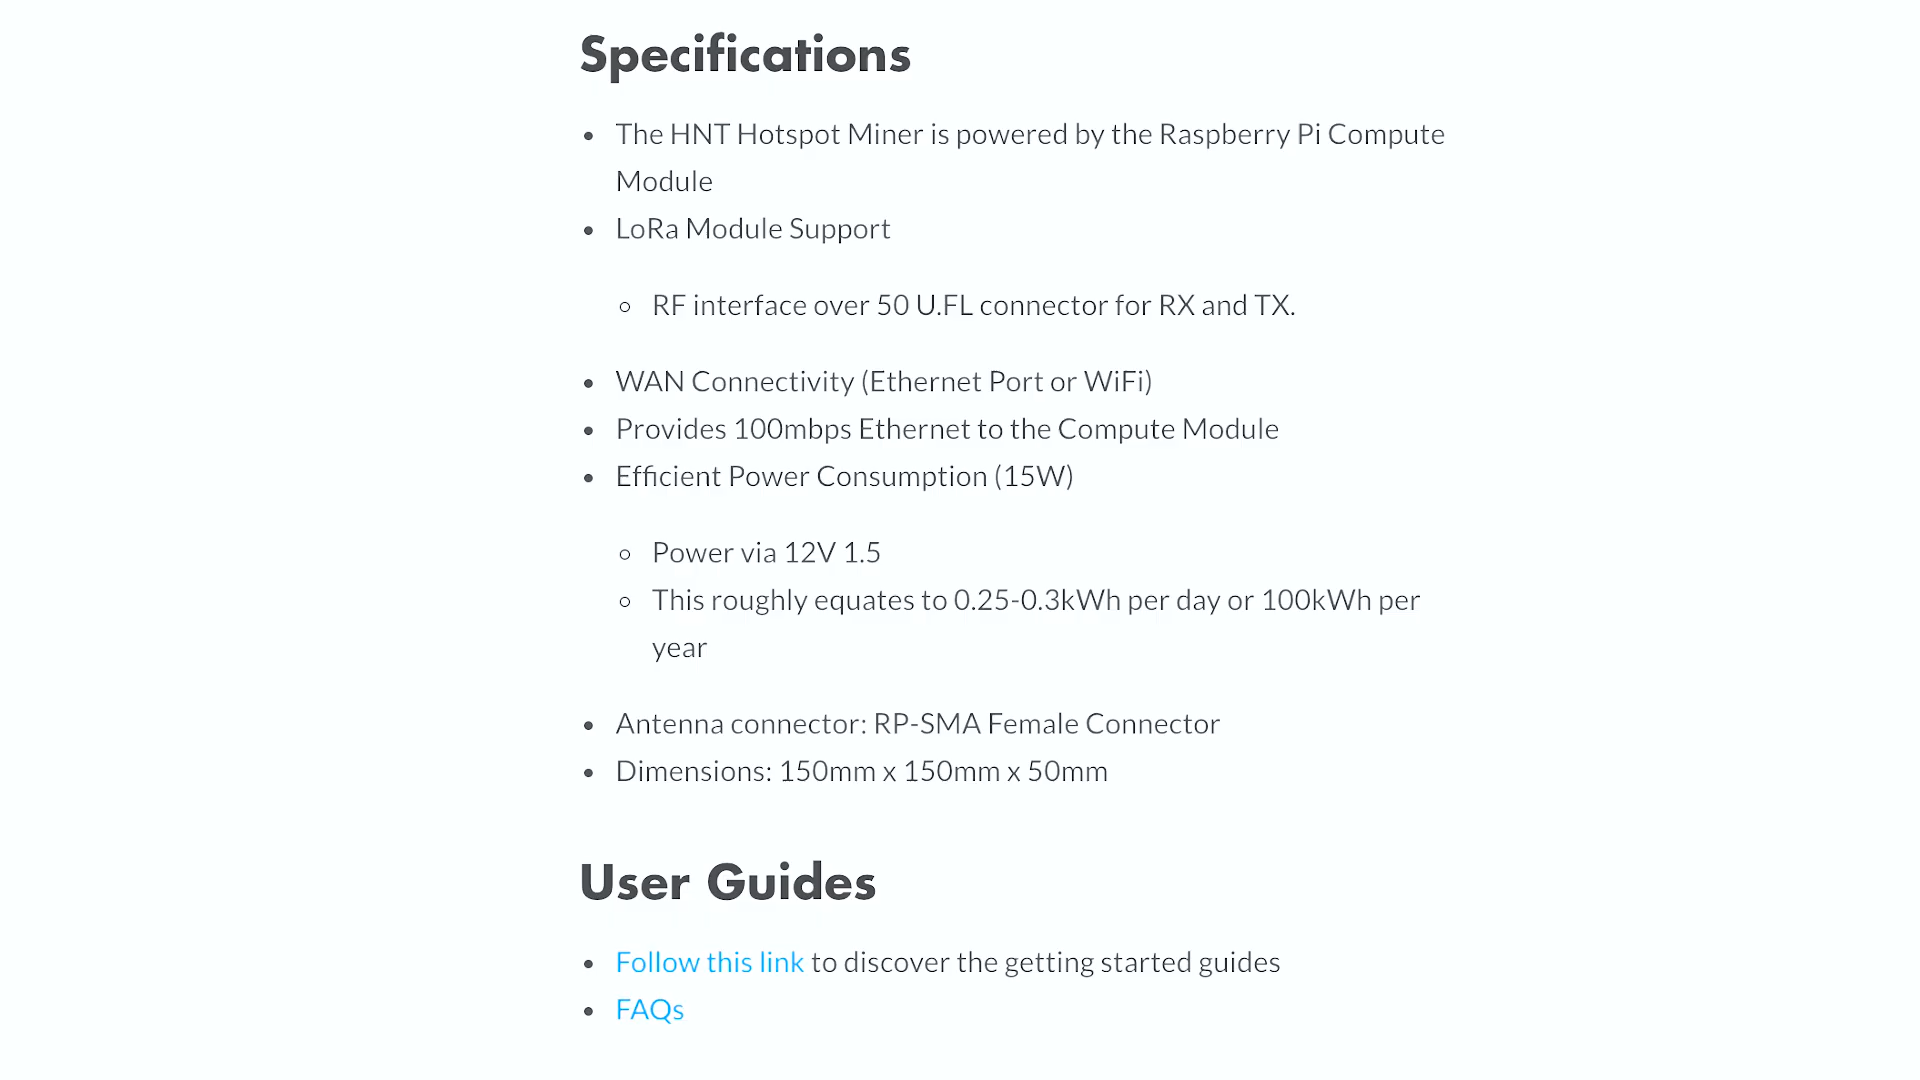 Specifications
The HNT Hotspot Miner is powered by the Raspberry Pi Compute
Module
LoRa Module Support
RF interface over 50 U.FL connector for RX and TX.
WAN Connectivity (Ethernet Port or WiFi)
Provides 100mbps Ethernet to the Compute Module
Efficient Power Consumption (15W)
Power via 12V 1.5
This roughly equates to 0.25-0.3kWh per day or 100kWh per
year
Antenna connector: RP-SMA Female Connector
Dimensions: 150mm x 150mm x 50mm
User Guides
Follow this link to discover the getting started guides
FAQs